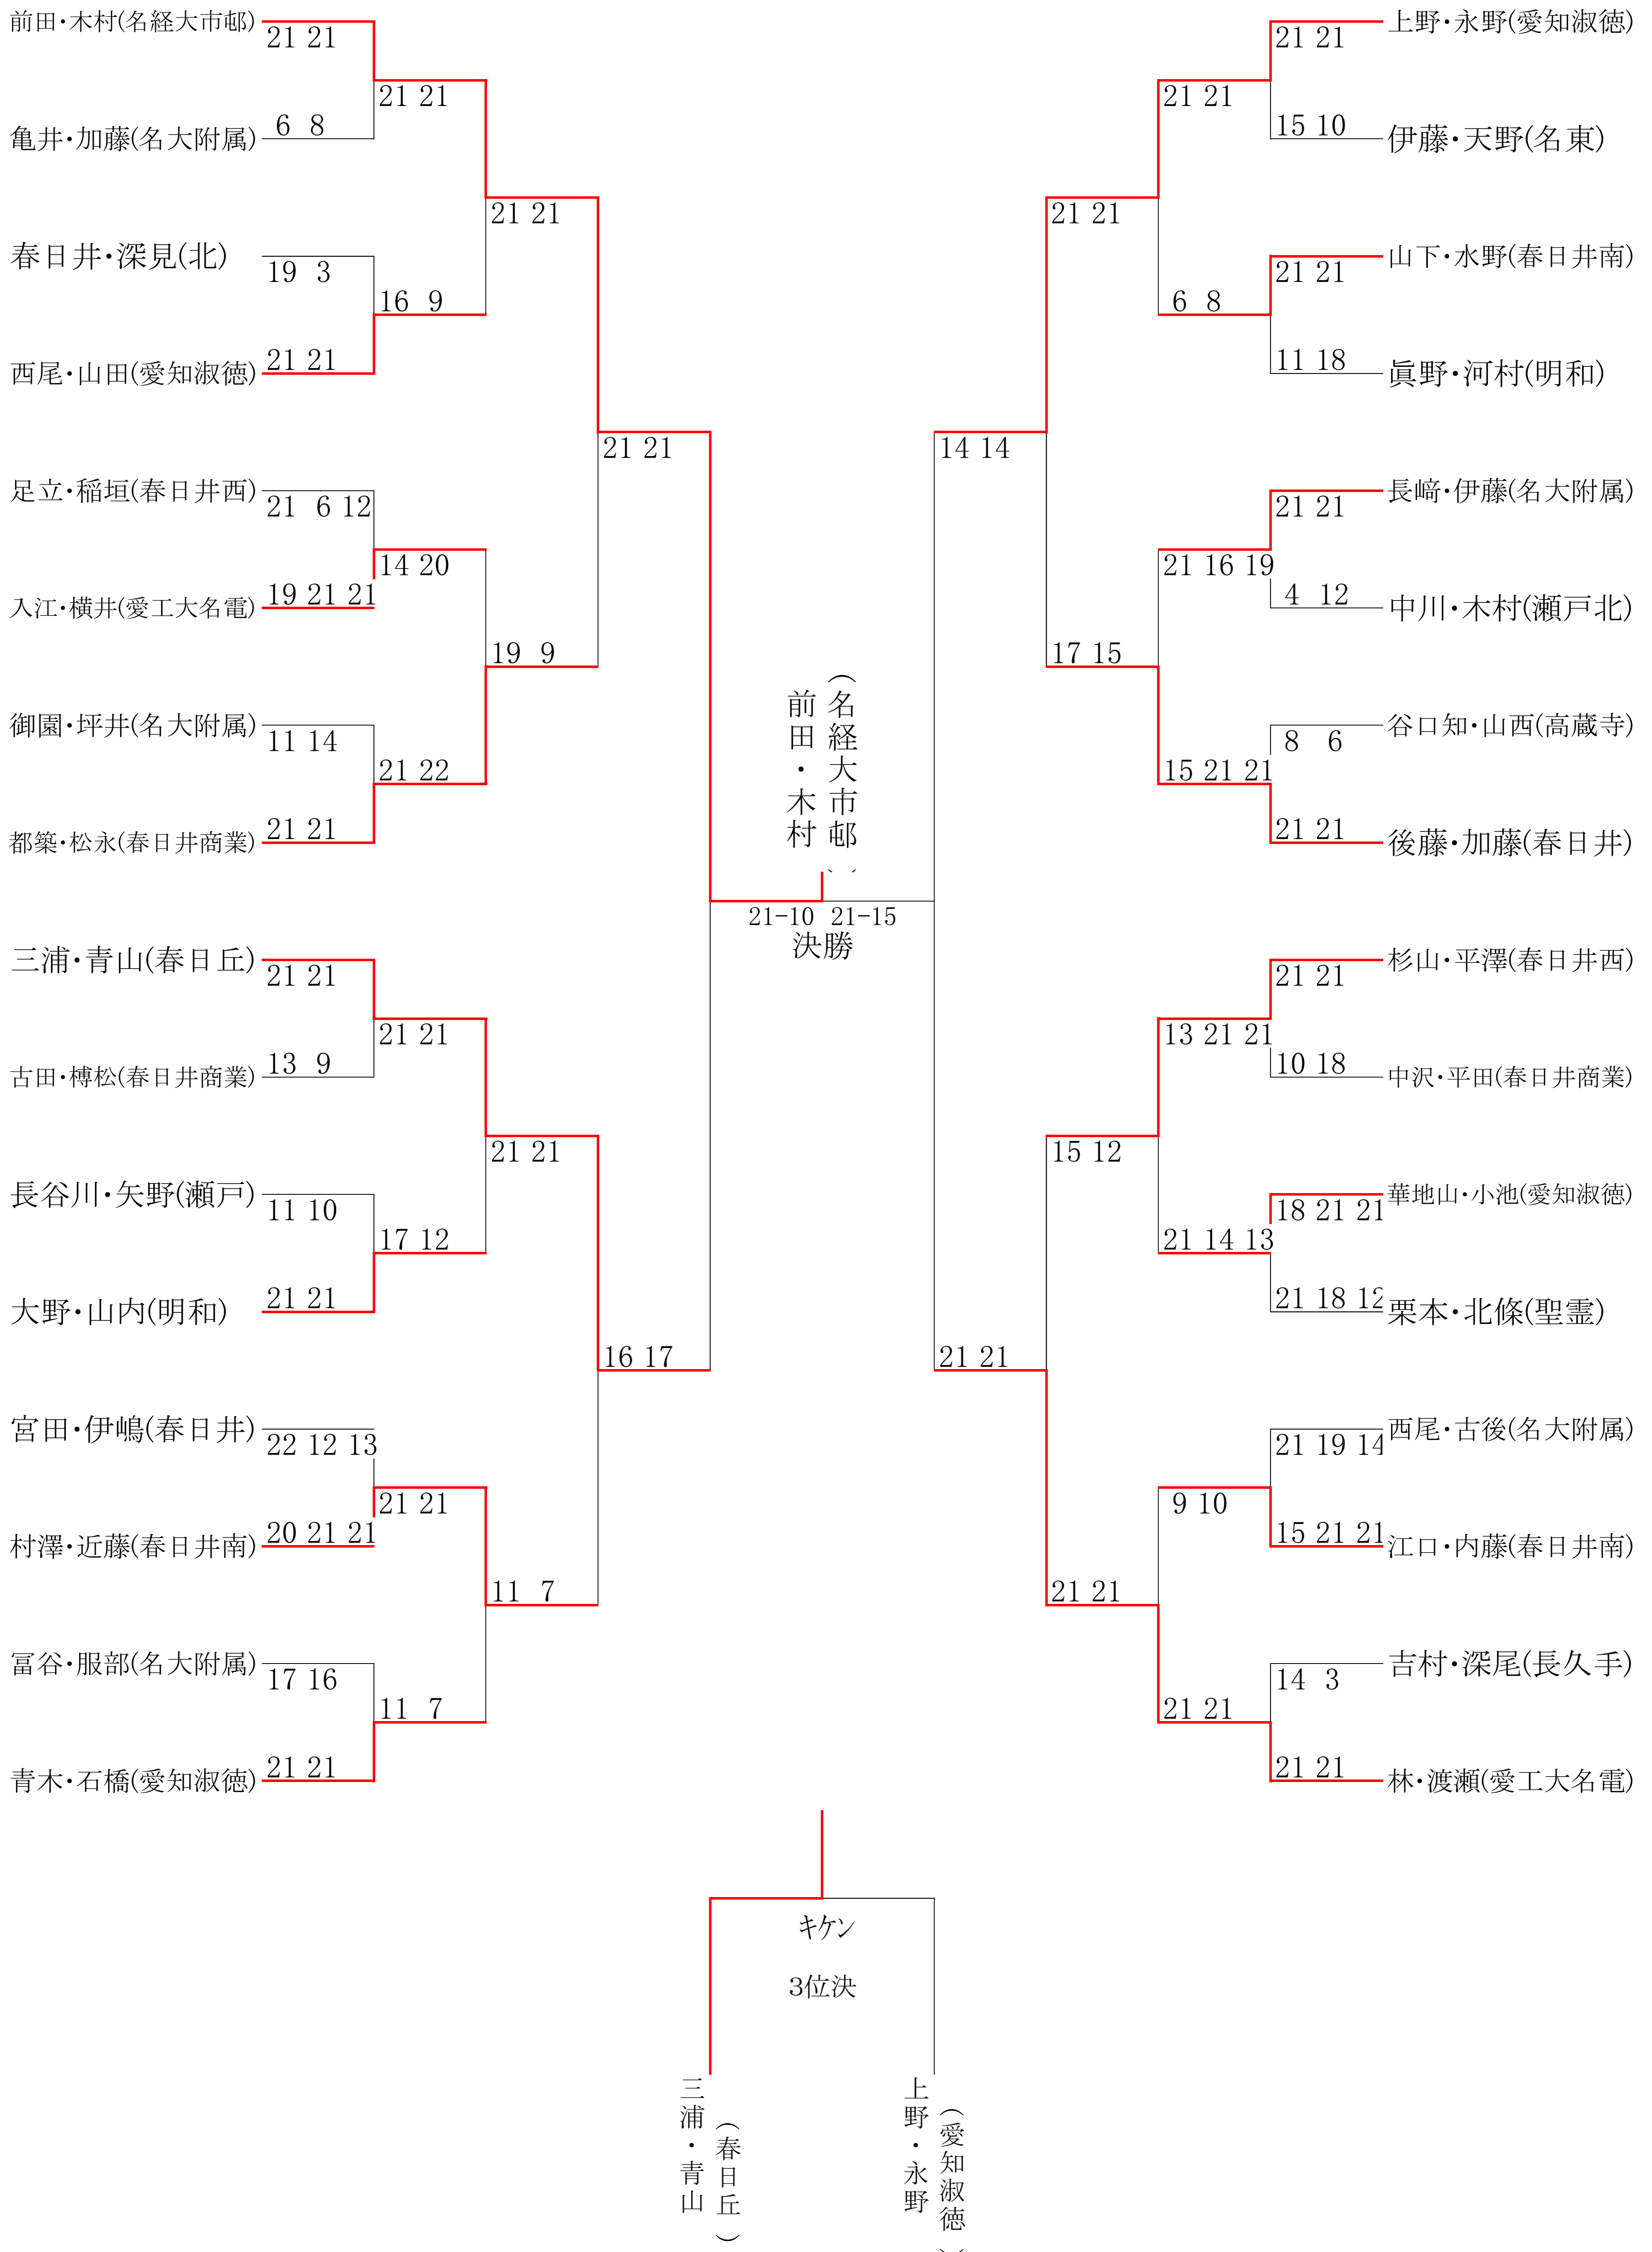 前田・木村(名経大市邨)
21 21
21 21
亀井・加藤(名大附属)
6 8
21 21
春日井・深見(北)
19 3
16 9
西尾・山田(愛知淑徳)
21 21
21 21
足立・稲垣(春日井西)
21 6 12
14 20
入江・横井(愛工大名電)
19 21 21
19 9
御園・坪井(名大附属)
11 14
21 22
都築・松永(春日井商業)
21 21
三浦・青山(春日丘)
21 21
21 21
古田・榑松(春日井商業)
13 9
21 21
長谷川・矢野(瀬戸)
11 10
17 12
大野・山内(明和)
21 21
16 17
宮田・伊嶋(春日井)
22 12 13
21 21
村澤・近藤(春日井南)
20 21 21
11 7
冨谷・服部(名大附属)
17 16
11 7
青木・石橋(愛知淑徳)
21 21
前田・木村
(名経大市邨)
21-10 21-15
決勝
上野・永野(愛知淑徳)
21 21
21 21
伊藤・天野(名東)
15 10
21 21
山下・水野(春日井南)
21 21
6 8
眞野・河村(明和)
11 18
14 14
長﨑・伊藤(名大附属)
21 21
21 16 19
中川・木村(瀬戸北)
4 12
17 15
谷口知・山西(高蔵寺)
8 6
15 21 21
後藤・加藤(春日井)
21 21
杉山・平澤(春日井西)
21 21
13 21 21
中沢・平田(春日井商業)
10 18
15 12
華地山・小池(愛知淑徳)
18 21 21
21 14 13
栗本・北條(聖霊)
21 18 12
21 21
西尾・古後(名大附属)
21 19 14
9 10
江口・内藤(春日井南)
15 21 21
21 21
吉村・深尾(長久手)
14 3
21 21
林・渡瀬(愛工大名電)
21 21
キケン
3位決
三浦・青山
(春日丘)
上野・永野
(愛知淑徳)